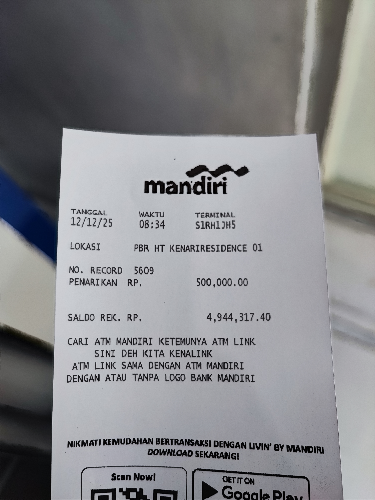 mandiri
TANGGAL WAKTU TERMINAL
12/12/25 08:34 S1RH1JH5
LOKASI PBR HT KENARIRESIDENCE 01
NO. RECORD 5609
PENARIKAN RP. 500,000.00
SALDO REK. RP. 4,944,317.40
CARI ATM MANDIRI KETEMUNYA ATM LINK
SINI DEH KITA KENALINK
ATM LINK SAMA DENGAN ATM MANDIRI
DENGAN ATAU TANPA LOGO BANK MANDIRI
NIKMATI KEMUDAHAN BERTRANSAKSI DENGAN LIVIN' BY MANDIRI
DOWNLOAD SEKARANG!
Scan Now! GET IT ON
Google Play